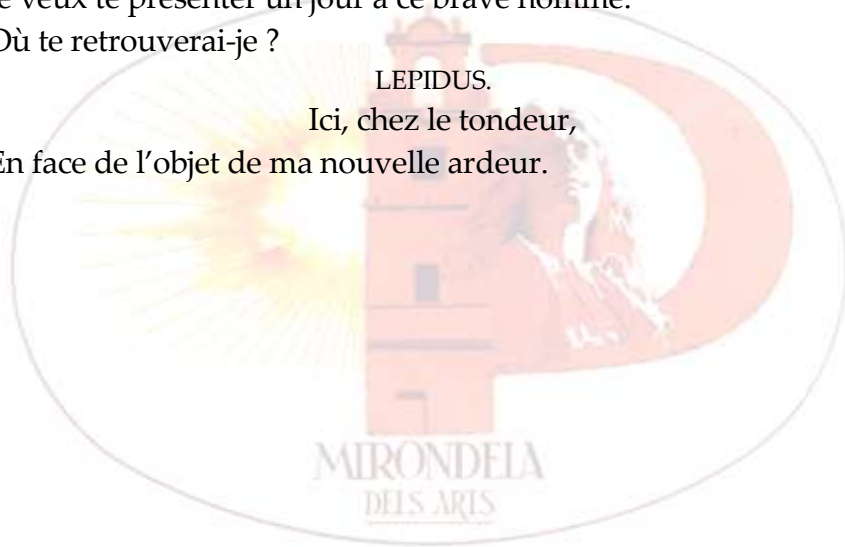 Je veux te présenter un jour à ce brave homme.
Où te retrouverai-je ?
LEPIDUS.
Ici, chez le tondeur,
En face de l’objet de ma nouvelle ardeur.
MIRONDELA
DELS ARTS